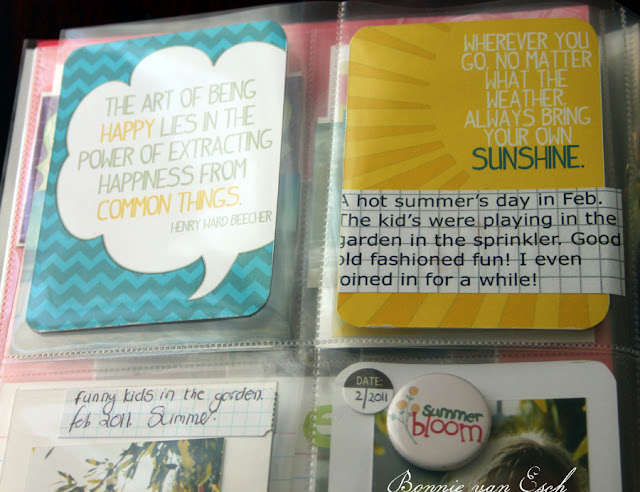 THE ART OF BEING
HAPPY LIES IN THE
POWER OF EXTRACTING
HAPPINESS FROM
COMMON THINGS.
HENRY WARD BEECHER
WHEREVER YOU
GO, NO MATTER
WHAT THE
WEATHER,
ALWAYS BRING
YOUR OWN
SUNSHINE.
A hot summer's day in Feb.
The kid's were playing in the
garden in the sprinkler. Good
old fashioned fun! I even
joined in for a while!
funny kids in the garden.
feb 2011. Summer.
DATE:
2/2011
summer
bloom
Bonnie van Esch